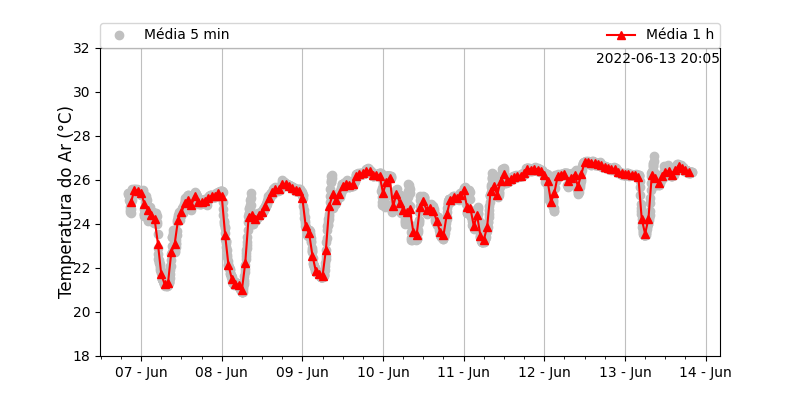 Média 5 min
Média 1 h
2022-06-13 20:05
Temperatura do Ar (°C)
32
30
28
26
24
22
20
18
07 - Jun
08 - Jun
09 - Jun
10 - Jun
11 - Jun
12 - Jun
13 - Jun
14 - Jun